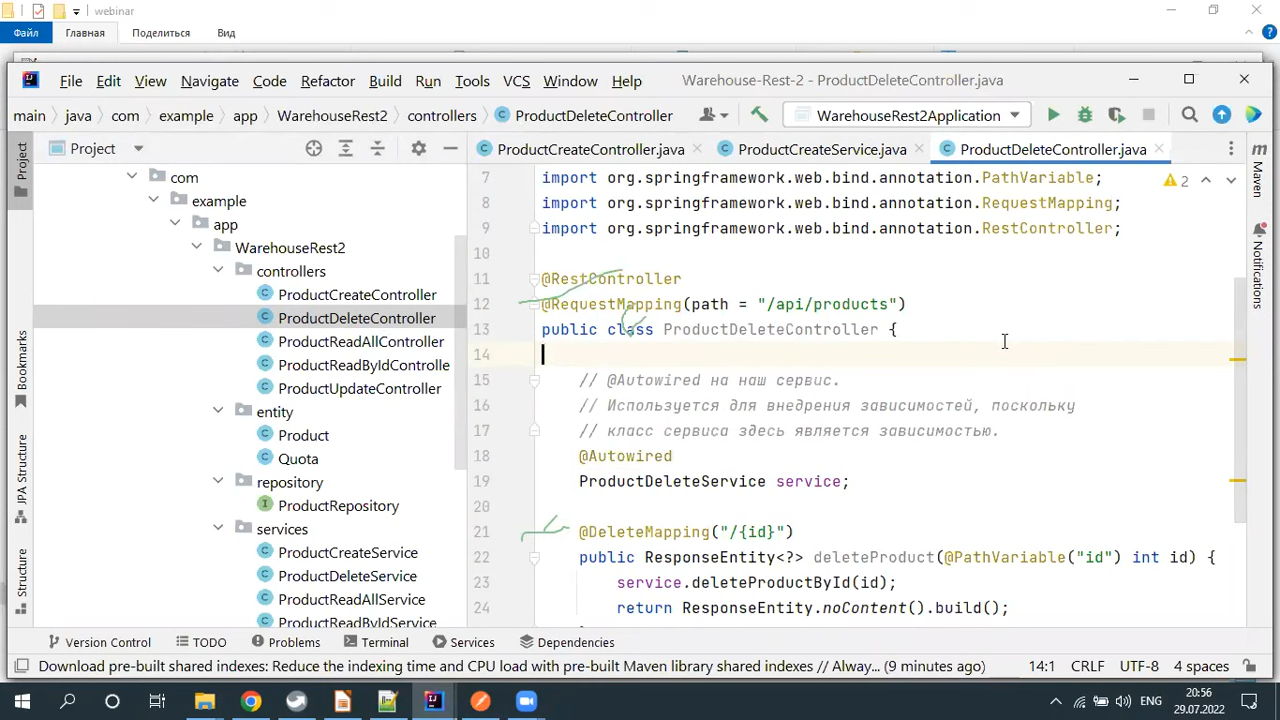 webinar
Файл Главная Поделиться Вид
File Edit View Navigate Code Refactor Build Run Tools VCS Window Help Warehouse-Rest-2 - ProductDeleteController.java
main java com example app WarehouseRest2 controllers ProductDeleteController WarehouseRest2Application
Project Project ProductCreateController.java ProductCreateService.java ProductDeleteController.java Maven
com
example
app
WarehouseRest2
controllers
ProductCreateController
ProductDeleteController
ProductReadAllController
ProductReadByIdControlle
ProductUpdateController
entity
Product
Quota
repository
ProductRepository
services
ProductCreateService
ProductDeleteService
ProductReadAllService
ProductReadByIdService
Bookmarks
JPA Structure
Structure
7 import org.springframework.web.bind.annotation.PathVariable; 2
8 import org.springframework.web.bind.annotation.RequestMapping;
9 import org.springframework.web.bind.annotation.RestController;
10
11 @RestController
12 @RequestMapping(path = "/api/products")
13 public class ProductDeleteController {
14
15 // @Autowired на наш сервис.
16 // Используется для внедрения зависимостей, поскольку
17 // класс сервиса здесь является зависимостью.
18 @Autowired
19 ProductDeleteService service;
20
21 @DeleteMapping("/{id}")
22 public ResponseEntity<?> deleteProduct(@PathVariable("id") int id) {
23 service.deleteProductById(id);
24 return ResponseEntity.noContent().build();
Notifications
Version Control TODO Problems Terminal Services Dependencies
Download pre-built shared indexes: Reduce the indexing time and CPU load with pre-built Maven library shared indexes // Alway... (9 minutes ago) 14:1 CRLF UTF-8 4 spaces
ENG 20:56
29.07.2022